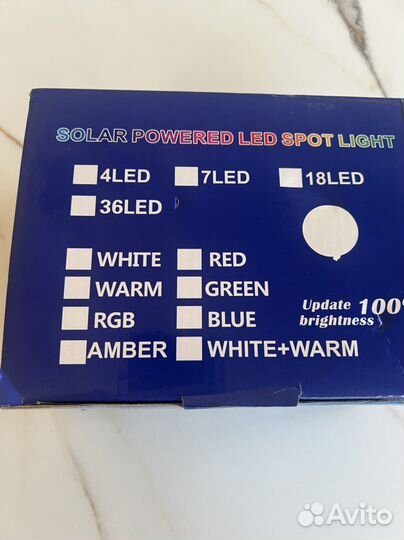 SOLAR POWERED LED SPOT LIGHT
4LED 7LED 18LED
36LED
WHITE RED
WARM GREEN
RGB BLUE
AMBER WHITE+WARM
Update 100%
brightness
Avito